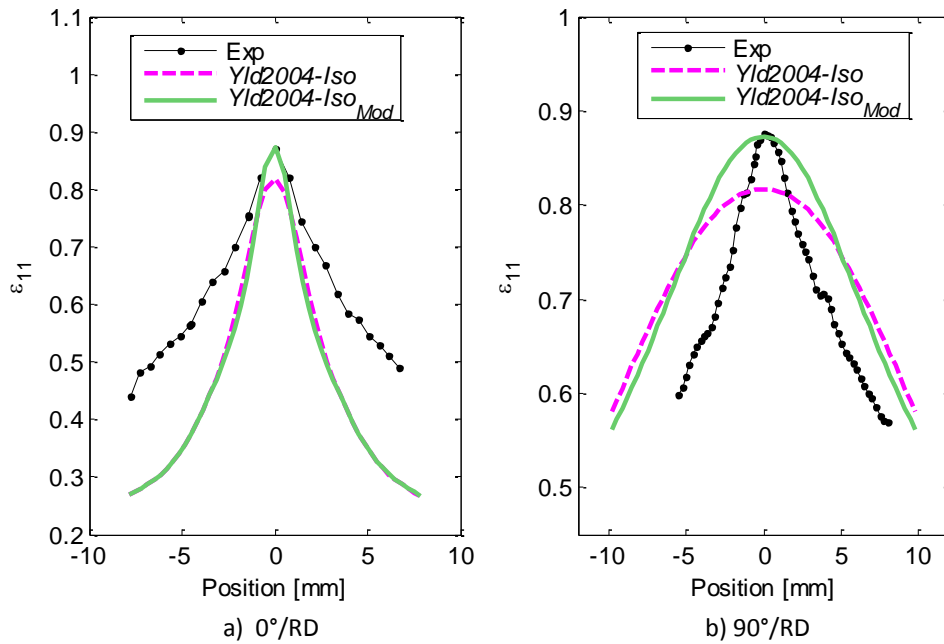 1.1
1
0.9
0.8
0.7
0.6
0.5
0.4
0.3
0.2
ε11
-10 -5 0 5 10
Position [mm]
Exp
Yld2004-Iso
Yld2004-IsoMod
a) 0°/RD
1
0.9
0.8
0.7
0.6
0.5
ε11
-10 -5 0 5 10
Position [mm]
Exp
Yld2004-Iso
Yld2004-IsoMod
b) 90°/RD